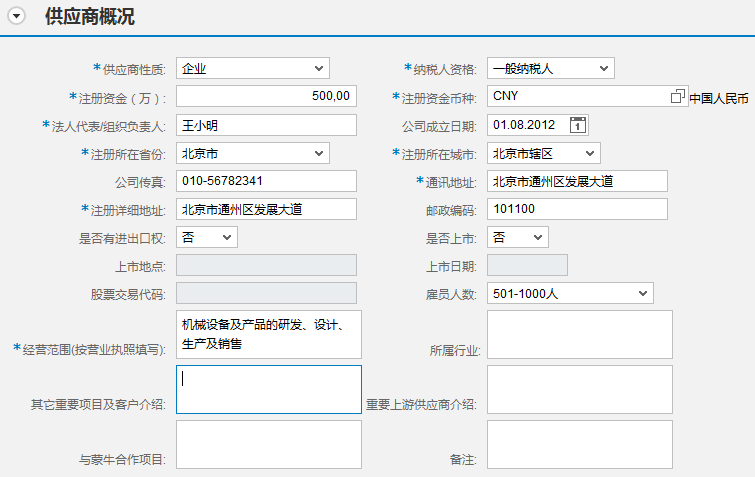 供应商概况
*供应商性质: 企业 *纳税人资格: 一般纳税人
*注册资金(万): 500,00 *注册资金币种: CNY 中国人民币
*法人代表/组织负责人: 王小明 公司成立日期: 01.08.2012 1
*注册所在省份: 北京市 *注册所在城市: 北京市辖区
公司传真: 010-56782341 *通讯地址: 北京市通州区发展大道
*注册详细地址: 北京市通州区发展大道 邮政编码: 101100
是否有进出口权: 否 是否上市: 否
上市地点: 上市日期:
股票交易代码: 雇员人数: 501-1000人
机械设备及产品的研发、设计、
生产及销售
*经营范围(按营业执照填写): 所属行业:
其它重要项目及客户介绍: 重要上游供应商介绍:
与蒙牛合作项目: 备注: